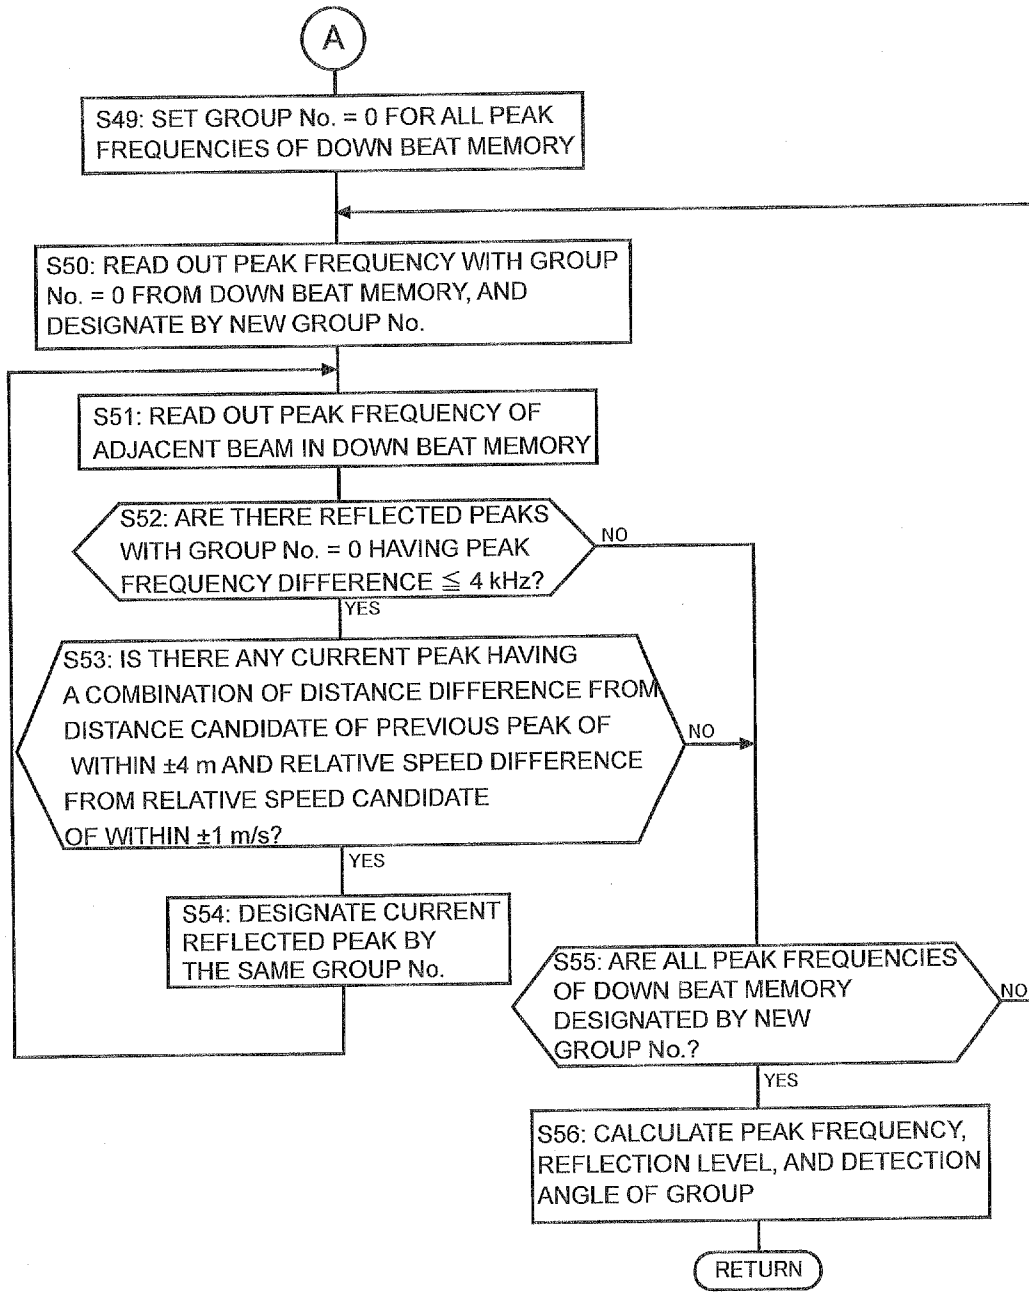 A
S49: SET GROUP No. = 0 FOR ALL PEAK
FREQUENCIES OF DOWN BEAT MEMORY
S50: READ OUT PEAK FREQUENCY WITH GROUP
No. = 0 FROM DOWN BEAT MEMORY, AND
DESIGNATE BY NEW GROUP No.
S51: READ OUT PEAK FREQUENCY OF
ADJACENT BEAM IN DOWN BEAT MEMORY
S52: ARE THERE REFLECTED PEAKS
WITH GROUP No. = 0 HAVING PEAK
FREQUENCY DIFFERENCE ≦ 4 kHz?
NO
YES
S53: IS THERE ANY CURRENT PEAK HAVING
A COMBINATION OF DISTANCE DIFFERENCE FROM
DISTANCE CANDIDATE OF PREVIOUS PEAK OF
WITHIN ±4 m AND RELATIVE SPEED DIFFERENCE
FROM RELATIVE SPEED CANDIDATE
OF WITHIN ±1 m/s?
NO
YES
S54: DESIGNATE CURRENT
REFLECTED PEAK BY
THE SAME GROUP No.
S55: ARE ALL PEAK FREQUENCIES
OF DOWN BEAT MEMORY
DESIGNATED BY NEW
GROUP No.?
NO
YES
S56: CALCULATE PEAK FREQUENCY,
REFLECTION LEVEL, AND DETECTION
ANGLE OF GROUP
RETURN